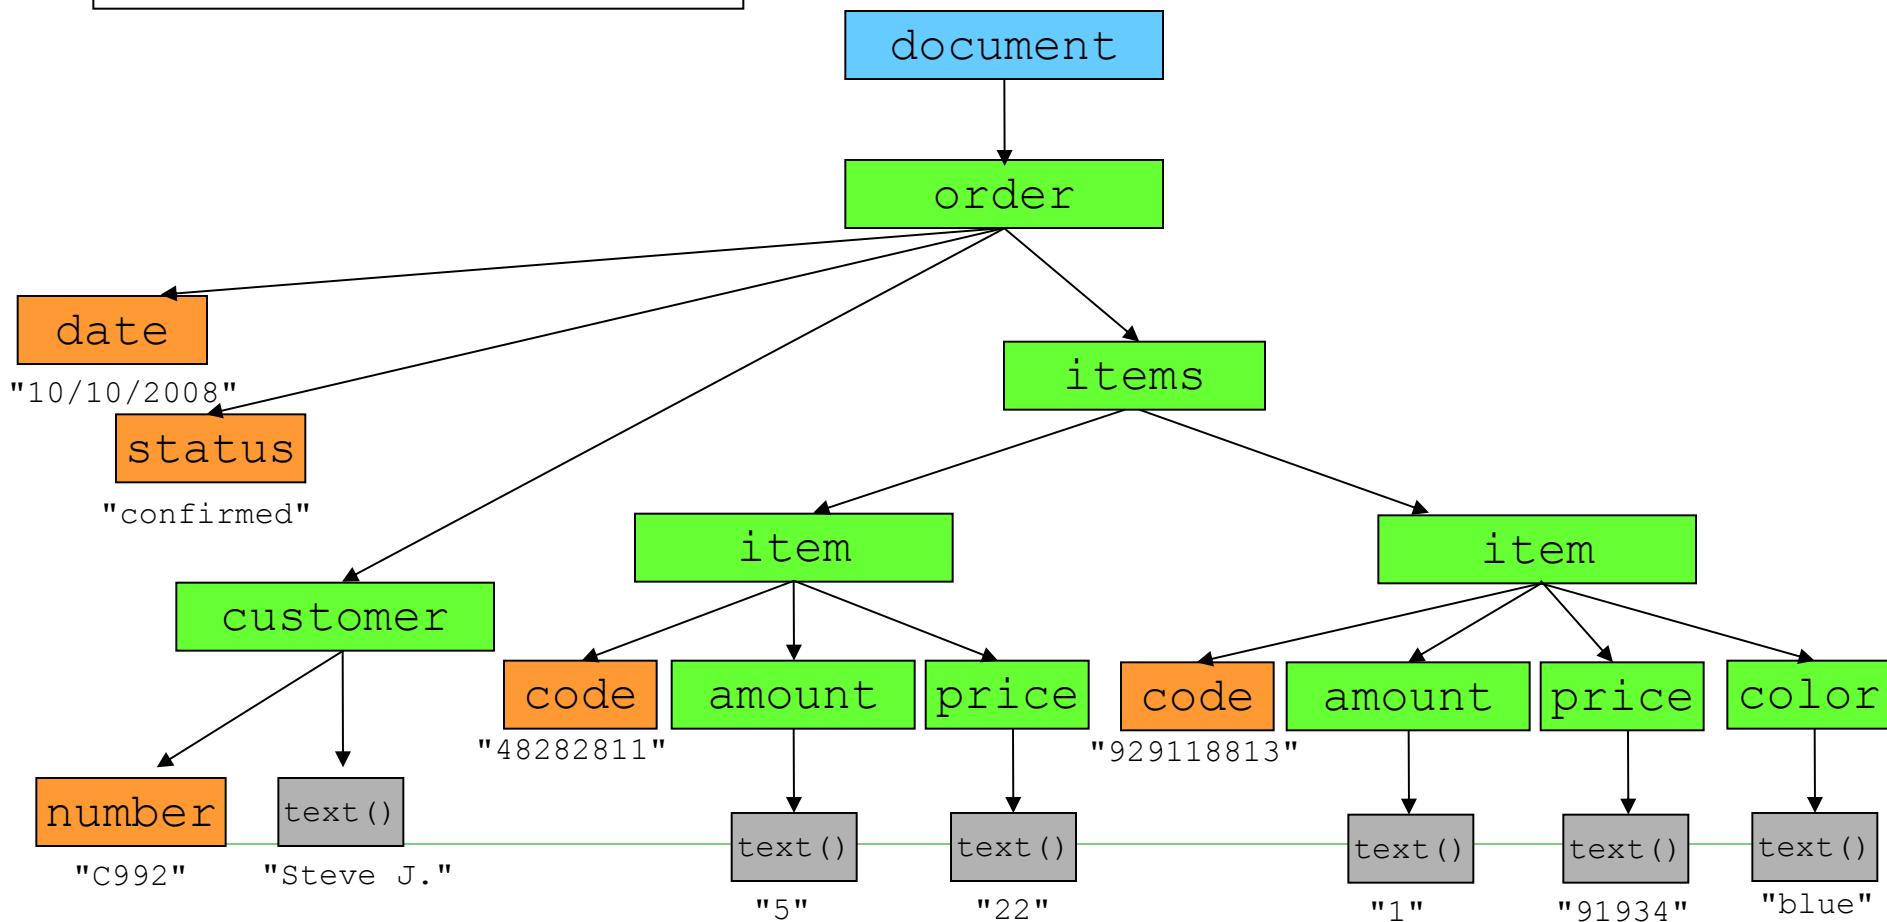 document
order
date
"10/10/2008"
items
status
"confirmed"
item
item
customer
code
amount
price
code
amount
price
color
"48282811"
"929118813"
number
text()
text()
text()
text()
text()
text()
"C992"
"Steve J."
"5"
"22"
"1"
"91934"
"blue"